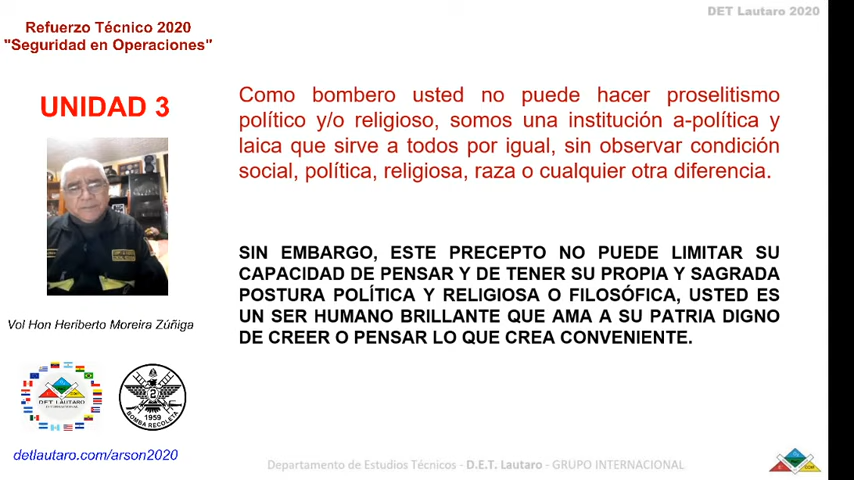 DET Lautaro 2020
Refuerzo Técnico 2020
"Seguridad en Operaciones"
UNIDAD 3
Como bombero usted no puede hacer proselitismo
político y/o religioso, somos una institución a-política y
laica que sirve a todos por igual, sin observar condición
social, política, religiosa, raza o cualquier otra diferencia.
SIN EMBARGO, ESTE PRECEPTO NO PUEDE LIMITAR SU
CAPACIDAD DE PENSAR Y DE TENER SU PROPIA Y SAGRADA
POSTURA POLÍTICA Y RELIGIOSA O FILOSÓFICA, USTED ES
UN SER HUMANO BRILLANTE QUE AMA A SU PATRIA DIGNO
DE CREER O PENSAR LO QUE CREA CONVENIENTE.
Vol Hon Heriberto Moreira Zúñiga
D.E.T. LAUTARO
2
1959
BOMBA RECOLETA
detlautaro.com/arson2020
Departamento de Estudios Técnicos - D.E.T. Lautaro - GRUPO INTERNACIONAL